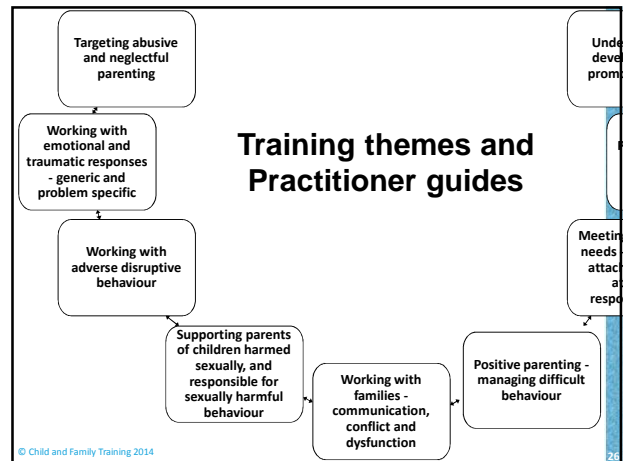 Targeting abusive
and neglectful
parenting
Working with
emotional and
traumatic responses
- generic and
problem specific
Training themes and
Practitioner guides
Working with
adverse disruptive
behaviour
Meeting
needs -
Supporting parents
of children harmed
sexually, and
responsible for
sexually harmful
behaviour
Working with
families -
communication,
conflict and
dysfunction
Positive parenting -
managing difficult
behaviour
© Child and Family Training 2014
26